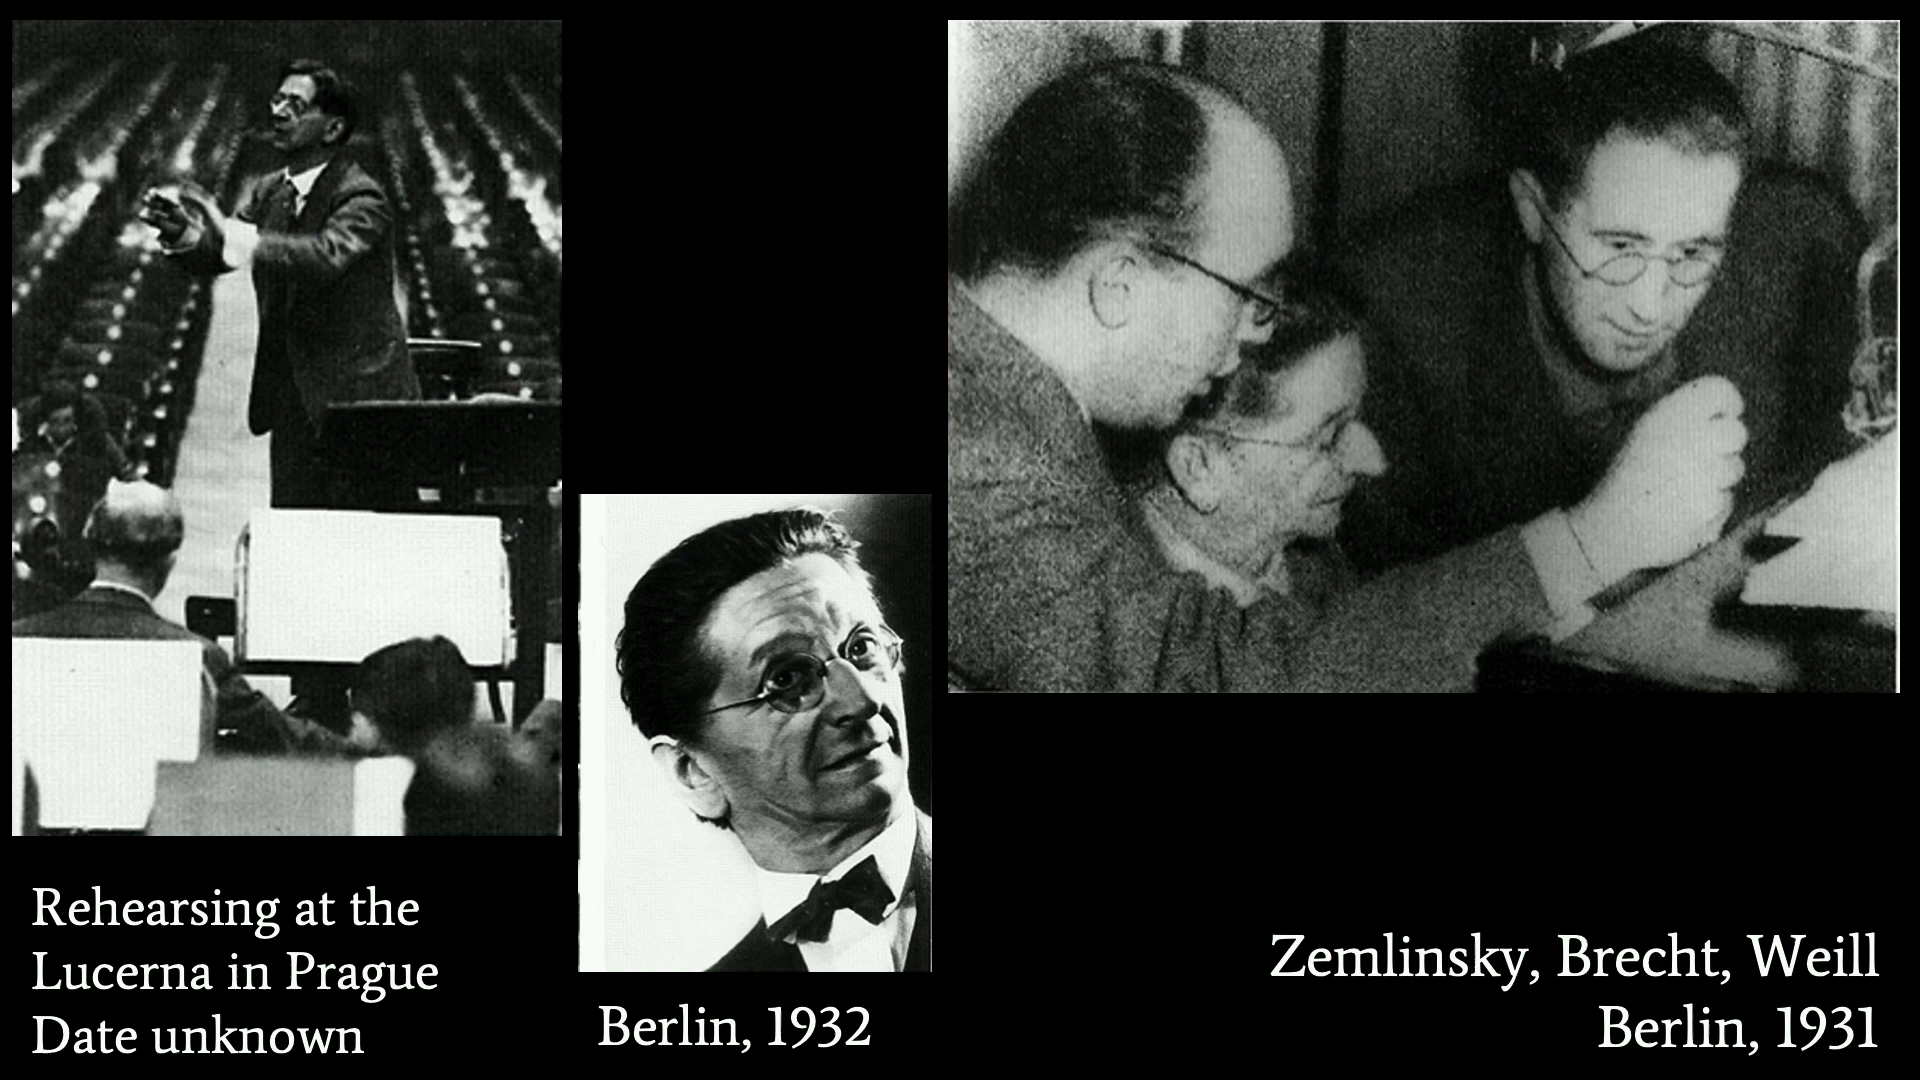 Rehearsing at the
Lucerna in Prague
Date unknown
Berlin, 1932
Zemlinsky, Brecht, Weill
Berlin, 1931